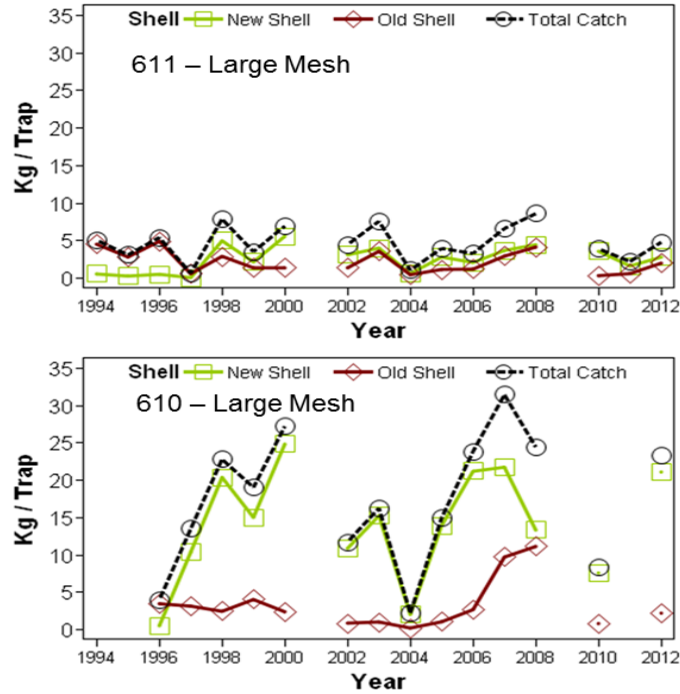 Shell New Shell Old Shell Total Catch
611 – Large Mesh
35
30
25
20
15
10
5
0
Kg / Trap
1994 1996 1998 2000 2002 2004 2006 2008 2010 2012
Year
Shell New Shell Old Shell Total Catch
610 – Large Mesh
35
30
25
20
15
10
5
0
Kg / Trap
1994 1996 1998 2000 2002 2004 2006 2008 2010 2012
Year